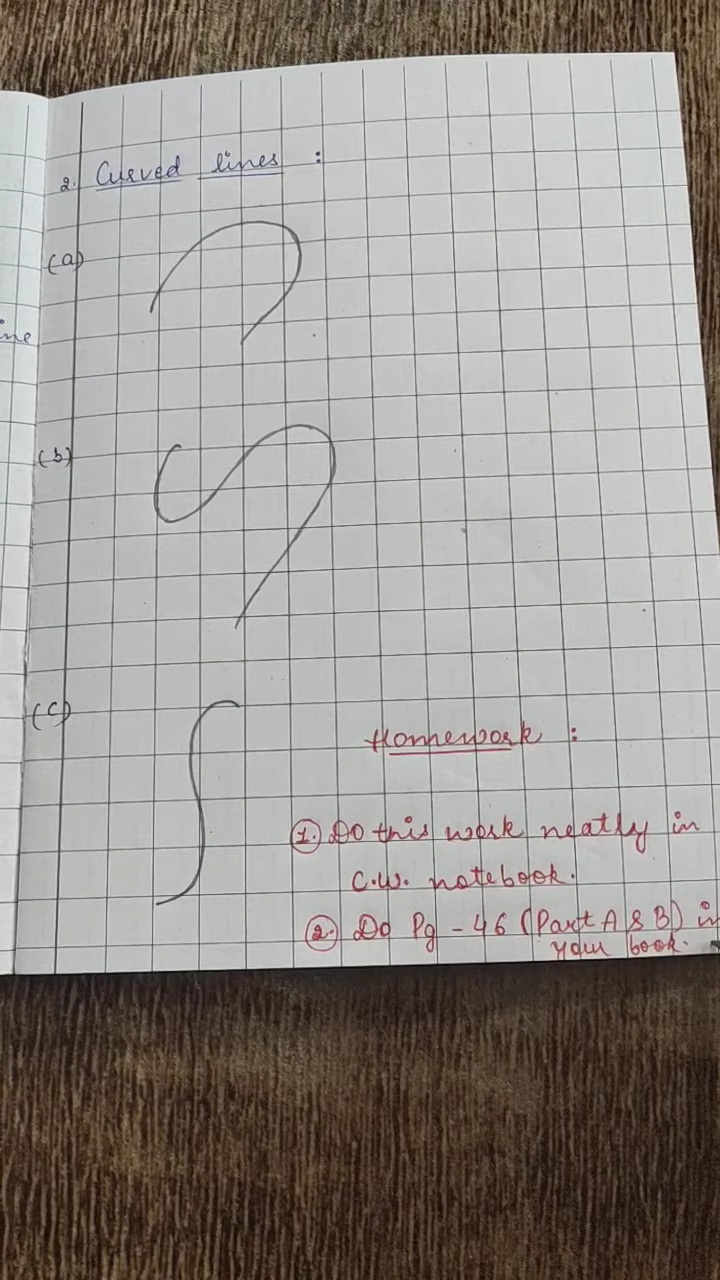 2. Curved lines :
(a)
(b)
(c)
Homework :
1. Do this work neatly in
C.W. notebook.
2. Do Pg - 46 (Part A & B) in
your book.